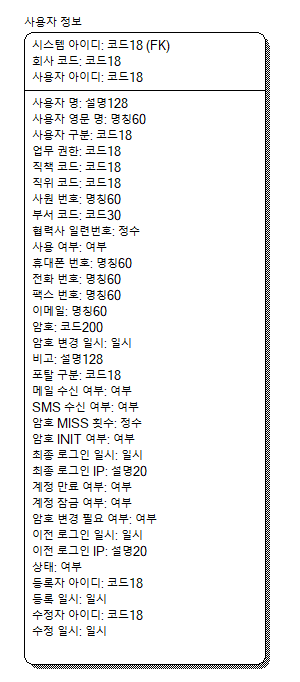 사용자 정보
시스템 아이디: 코드18 (FK)
회사 코드: 코드18
사용자 아이디: 코드18
사용자 명: 설명128
사용자 영문 명: 명칭60
사용자 구분: 코드18
업무 권한: 코드18
직책 코드: 코드18
직위 코드: 코드18
사원 번호: 명칭60
부서 코드: 코드30
협력사 일련번호: 정수
사용 여부: 여부
휴대폰 번호: 명칭60
전화 번호: 명칭60
팩스 번호: 명칭60
이메일: 명칭60
암호: 코드200
암호 변경 일시: 일시
비고: 설명128
포탈 구분: 코드18
메일 수신 여부: 여부
SMS 수신 여부: 여부
암호 MISS 횟수: 정수
암호 INIT 여부: 여부
최종 로그인 일시: 일시
최종 로그인 IP: 설명20
계정 만료 여부: 여부
계정 잠금 여부: 여부
암호 변경 필요 여부: 여부
이전 로그인 일시: 일시
이전 로그인 IP: 설명20
상태: 여부
등록자 아이디: 코드18
등록 일시: 일시
수정자 아이디: 코드18
수정 일시: 일시